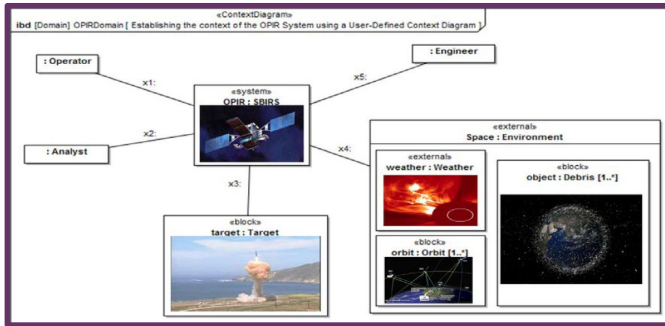 «ContextDiagram»
ibd [Domain] OPIRDomain [ Establishing the context of the OPIR System using a User-Defined Context Diagram ]
: Operator
: Engineer
x1:
x5:
«system»
OPIR : SBIRS
x2:
: Analyst
x4:
«external»
Space : Environment
«external»
weather : Weather
«block»
object : Debris [1..*]
x3:
«block»
target : Target
«block»
orbit : Orbit [1..*]